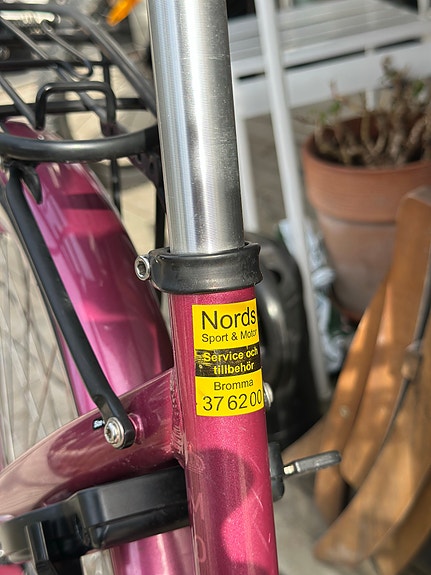 Nords
Sport & Motor
Service och
tillbehör
Bromma
37 62 00